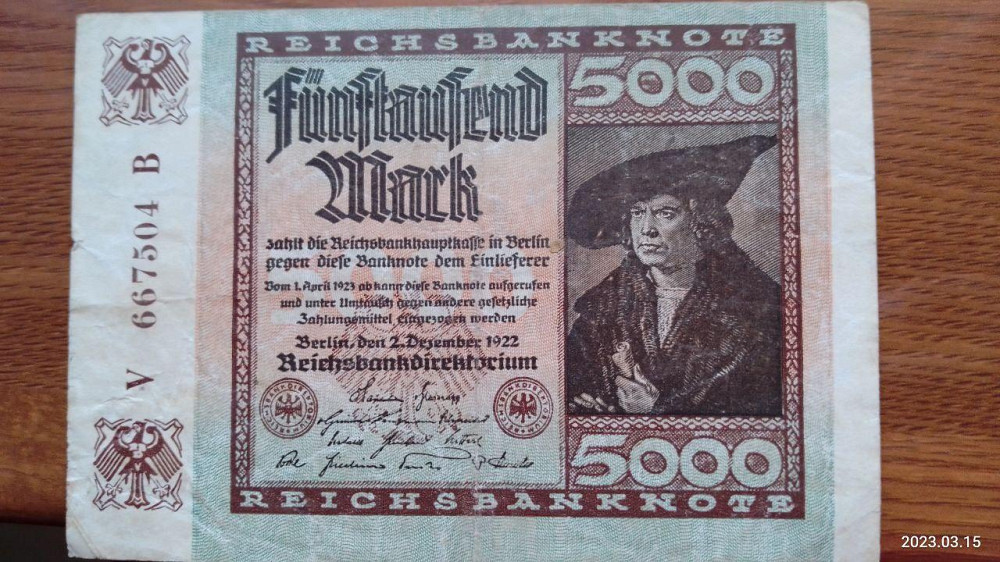 REICHSBANKNOTE
5000
Fünftausend
Mark
zahlt die Reichsbankhauptkasse in Berlin
gegen diese Banknote dem Einlieferer
Vom 1. April 1923 ab kann diese Banknote aufgerufen
und unter Umtausch gegen andere gesetzliche
Zahlungsmittel eingezogen werden
Berlin, den 2. Dezember 1922
Reichsbankdirektorium
5000
REICHSBANKNOTE
V 667504 B
2023.03.15